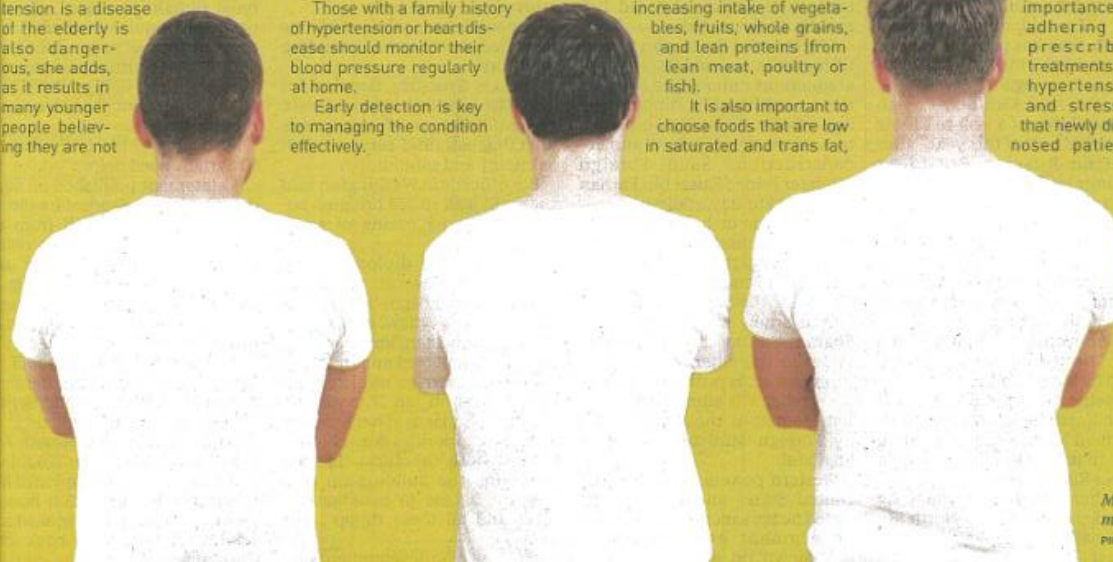 tension is a disease
of the elderly is
also danger-
ous, she adds,
as it results in
many younger
people believ-
ing they are not
Those with a family history
of hypertension or heart dis-
ease should monitor their
blood pressure regularly
at home.
Early detection is key
to managing the condition
effectively.
increasing intake of vegeta-
bles, fruits, whole grains,
and lean proteins (from
lean meat, poultry or
fish).
It is also important to
choose foods that are low
in saturated and trans fat,
importance
adhering
prescrib
treatments
hypertens
and stres
that newly d
nosed patie
M
m